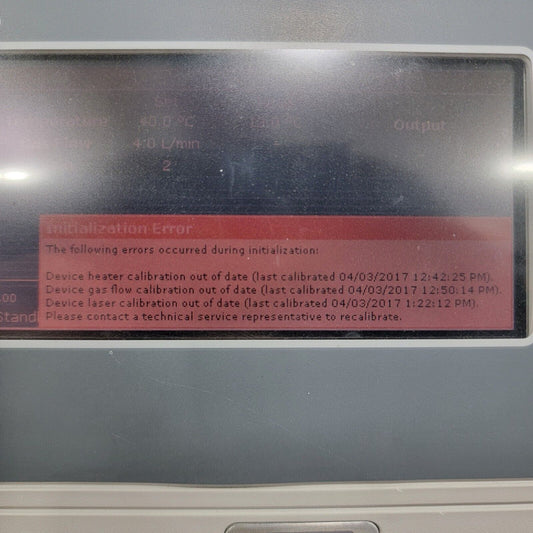 Set
40.0 °C
Output
4.0 L/min
2
Initialization Error
The following errors occurred during initialization:
Device heater calibration out of date (last calibrated 04/03/2017 12:42:25 PM).
Device gas flow calibration out of date (last calibrated 04/03/2017 12:50:14 PM).
Device laser calibration out of date (last calibrated 04/03/2017 1:22:12 PM).
Please contact a technical service representative to recalibrate.
.00
Stand